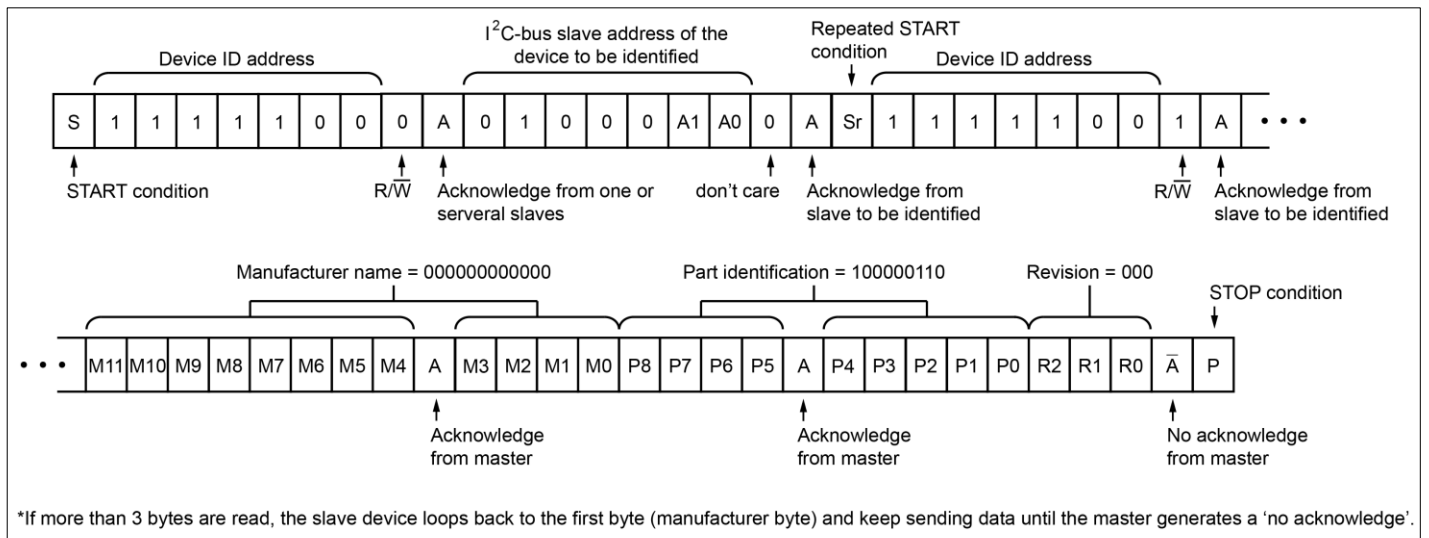 I²C-bus slave address of the
device to be identified
Repeated START
condition
Device ID address
Device ID address
S 1 1 1 1 1 0 0 0 A 0 1 0 0 0 A1 A0 0 A Sr 1 1 1 1 1 0 0 1 A • • •
START condition
R/W̅
Acknowledge from one or
serveral slaves
don't care
Acknowledge from
slave to be identified
R/W̅
Acknowledge from
slave to be identified
Manufacturer name = 000000000000
Part identification = 100000110
Revision = 000
STOP condition
• • • M11 M10 M9 M8 M7 M6 M5 M4 A M3 M2 M1 M0 P8 P7 P6 P5 A P4 P3 P2 P1 P0 R2 R1 R0 A̅ P
Acknowledge
from master
Acknowledge
from master
No acknowledge
from master
*If more than 3 bytes are read, the slave device loops back to the first byte (manufacturer byte) and keep sending data until the master generates a 'no acknowledge'.